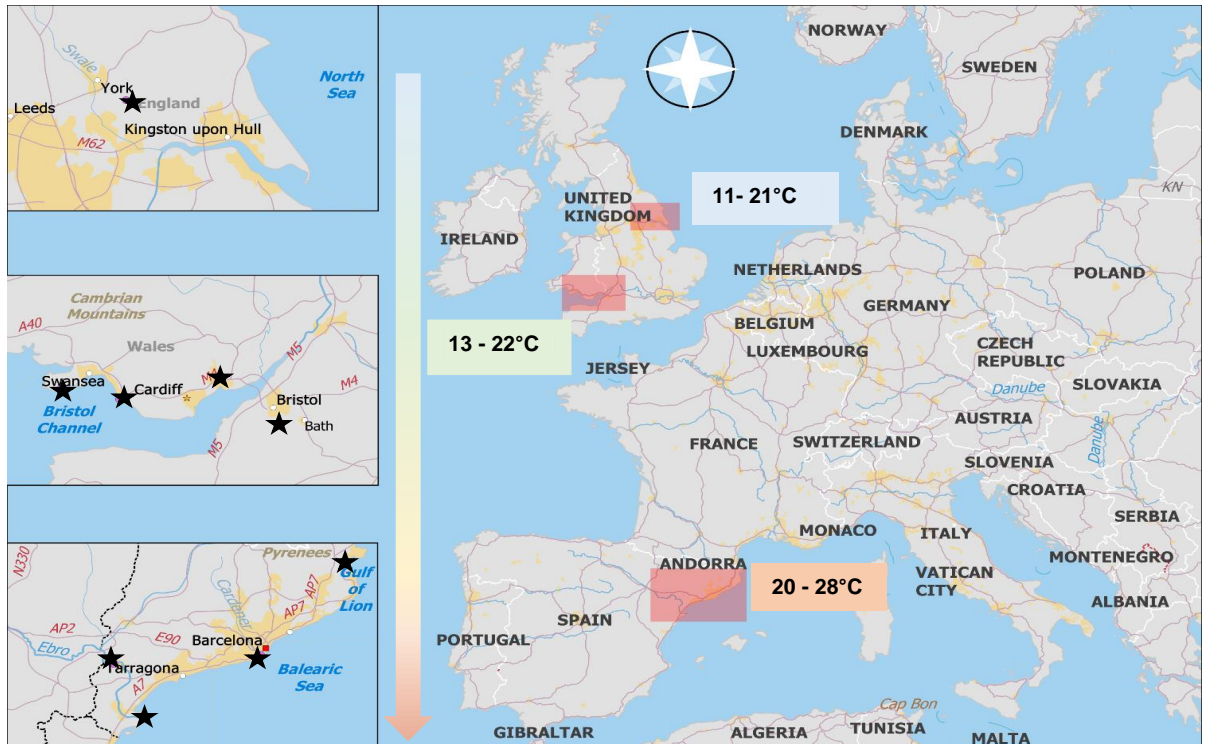 Swale
York
England
Leeds
Kingston upon Hull
M62
North
Sea
Cambrian
Mountains
A40
Wales
M5
M4
Swansea
Cardiff
Bristol
Channel
Bristol
Bath
M5
N330
Pyrenees
Gulf
of
Lion
Cardener
AP7
AP7
AP2
E90
Ebro
Barcelona
Tarragona
A7
Balearic
Sea
NORWAY
SWEDEN
DENMARK
KN
UNITED
KINGDOM
11- 21°C
IRELAND
NETHERLANDS
POLAND
GERMANY
BELGIUM
13 - 22°C
LUXEMBOURG
CZECH
REPUBLIC
JERSEY
SLOVAKIA
Danube
AUSTRIA
Danube
FRANCE
SWITZERLAND
SLOVENIA
CROATIA
SERBIA
MONACO
ITALY
MONTENEGRO
ANDORRA
VATICAN
CITY
20 - 28°C
ALBANIA
SPAIN
PORTUGAL
Cap Bon
GIBRALTAR
ALGERIA
TUNISIA
MALTA